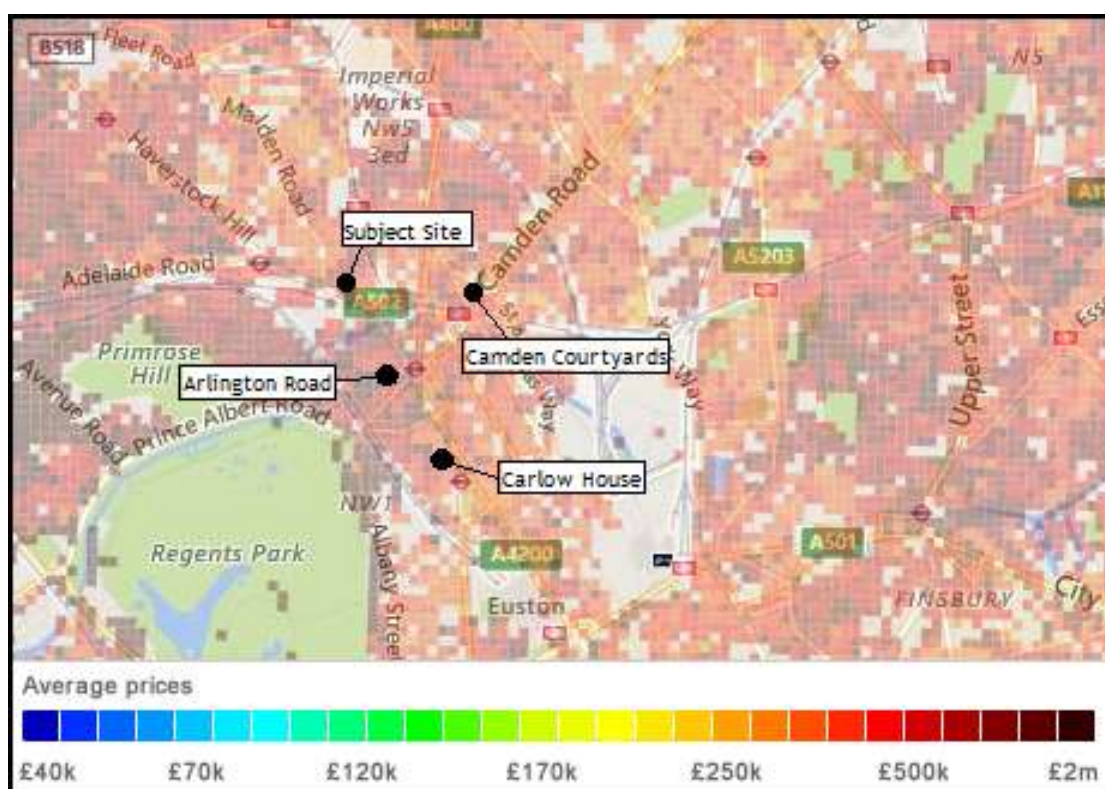 A400
B518
Fleet Road
N5
Imperial
Works
Nw5
3ed
Malden Road
Haverstock Hill
Camden Road
Subject Site
Adelaide Road
A502
A5203
Upper Street
Camden Courtyards
Way
Primrose
Hill
Arlington Road
Avenue Road
Prince Albert Road
Way
Carlow House
NW1
Albany Street
Regents Park
A4200
A501
Euston
FINSBURY
City
Average prices
£40k £70k £120k £170k £250k £500k £2m